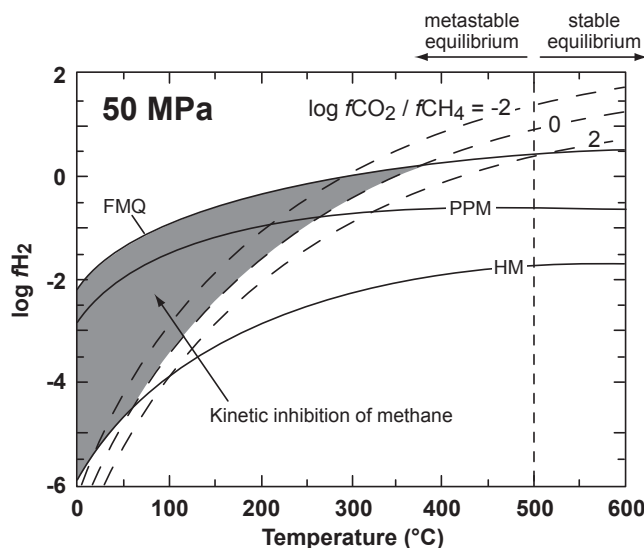 metastable equilibrium
stable equilibrium
50 MPa
log fCO2 / fCH4 = -2
0
2
FMQ
PPM
HM
Kinetic inhibition of methane
log fH2
2
0
-2
-4
-6
0
100
200
300
400
500
600
Temperature (°C)